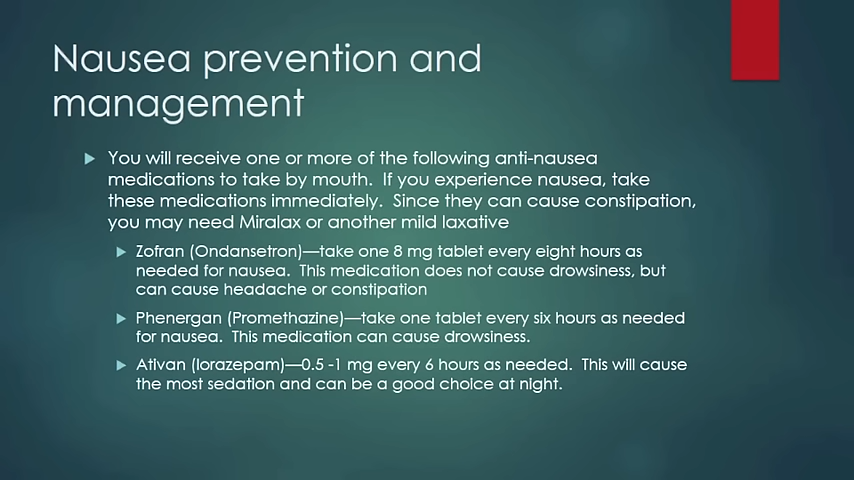 Nausea prevention and
management
You will receive one or more of the following anti-nausea
medications to take by mouth.  If you experience nausea, take
these medications immediately.  Since they can cause constipation,
you may need Miralax or another mild laxative
Zofran (Ondansetron)—take one 8 mg tablet every eight hours as
needed for nausea.  This medication does not cause drowsiness, but
can cause headache or constipation
Phenergan (Promethazine)—take one tablet every six hours as needed
for nausea.  This medication can cause drowsiness.
Ativan (lorazepam)—0.5 -1 mg every 6 hours as needed.  This will cause
the most sedation and can be a good choice at night.